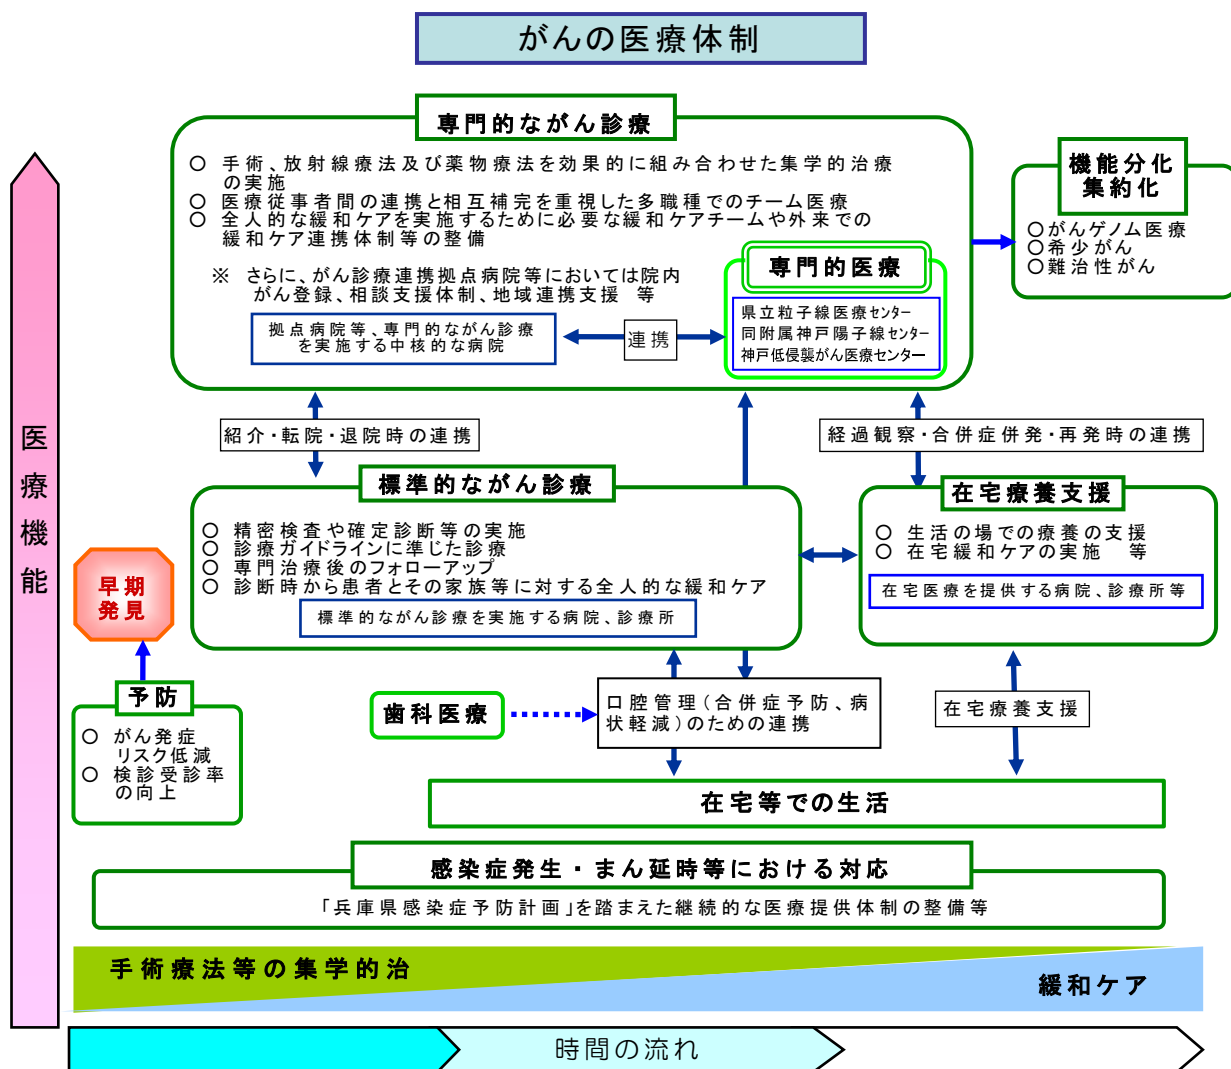 がんの医療体制
専門的ながん診療
○ 手術、放射線療法及び薬物療法を効果的に組み合わせた集学的治療
の実施
○ 医療従事者間の連携と相互補完を重視した多職種でのチーム医療
○ 全人的な緩和ケアを実施するために必要な緩和ケアチームや外来での
緩和ケア連携体制等の整備
※ さらに、がん診療連携拠点病院等においては院内
がん登録、相談支援体制、地域連携支援 等
拠点病院等、専門的ながん診療
を実施する中核的な病院
連携
専門的医療
県立粒子線医療センター
同附属神戸陽子線センター
神戸低侵襲がん医療センター
機能分化
集約化
○がんゲノム医療
○希少がん
○難治性がん
医療機能
紹介・転院・退院時の連携
経過観察・合併症併発・再発時の連携
標準的ながん診療
○ 精密検査や確定診断等の実施
○ 診療ガイドラインに準じた診療
○ 専門治療後のフォローアップ
○ 診断時から患者とその家族等に対する全人的な緩和ケア
標準的ながん診療を実施する病院、診療所
在宅療養支援
○ 生活の場での療養の支援
○ 在宅緩和ケアの実施 等
在宅医療を提供する病院、診療所等
早期
発見
予防
○ がん発症
リスク低減
○ 検診受診率
の向上
歯科医療
口腔管理(合併症予防、病
状軽減)のための連携
在宅療養支援
在宅等での生活
感染症発生・まん延時等における対応
「兵庫県感染症予防計画」を踏まえた継続的な医療提供体制の整備等
手術療法等の集学的治
緩和ケア
時間の流れ